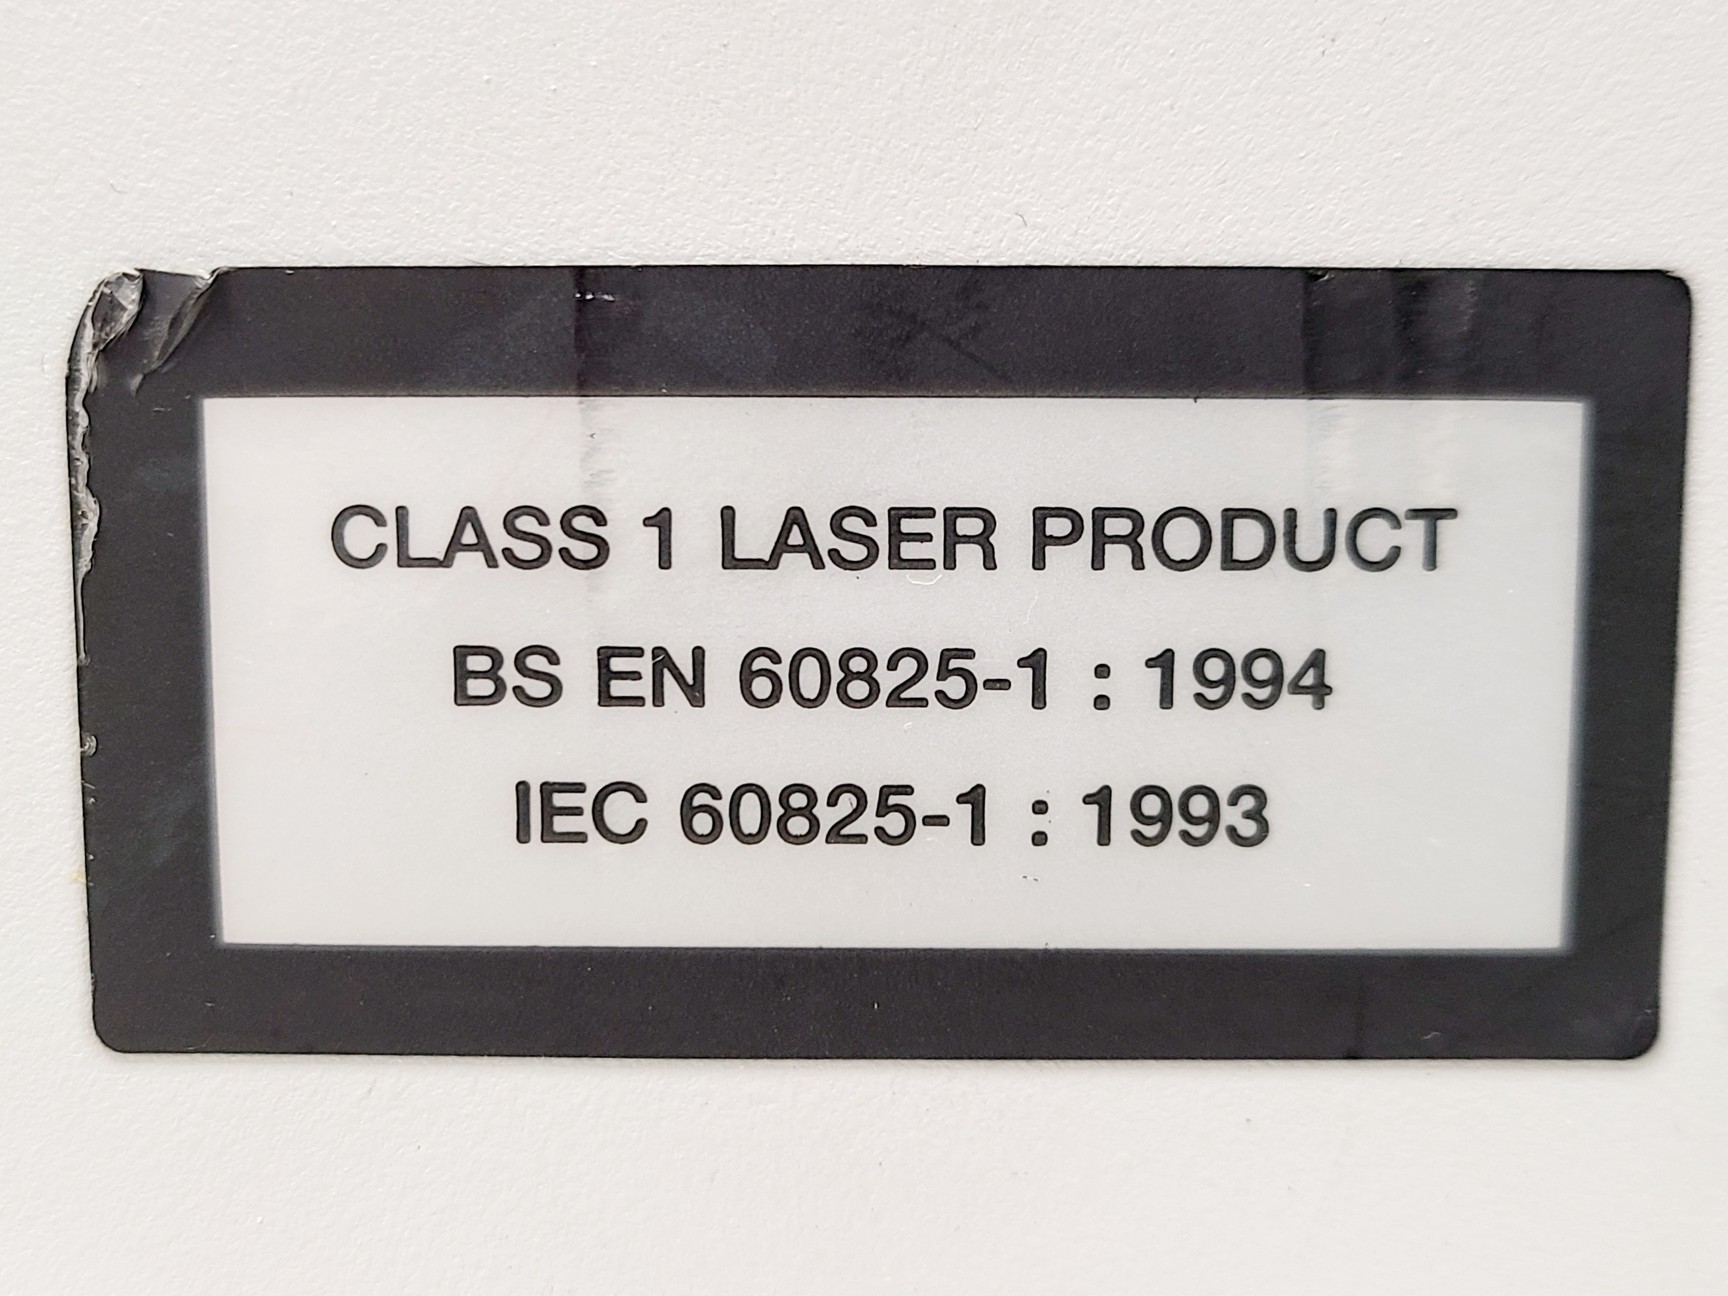 CLASS 1 LASER PRODUCT
BS EN 60825-1 : 1994
IEC 60825-1 : 1993